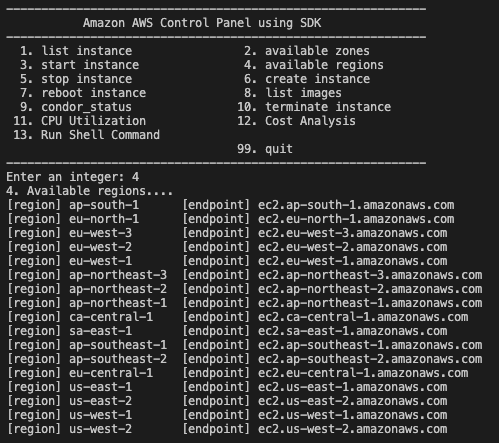 ------------------------------------------------------------
Amazon AWS Control Panel using SDK
------------------------------------------------------------
1. list instance 2. available zones
3. start instance 4. available regions
5. stop instance 6. create instance
7. reboot instance 8. list images
9. condor_status 10. terminate instance
11. CPU Utilization 12. Cost Analysis
13. Run Shell Command
99. quit
------------------------------------------------------------
Enter an integer: 4
4. Available regions....
[region] ap-south-1 [endpoint] ec2.ap-south-1.amazonaws.com
[region] eu-north-1 [endpoint] ec2.eu-north-1.amazonaws.com
[region] eu-west-3 [endpoint] ec2.eu-west-3.amazonaws.com
[region] eu-west-2 [endpoint] ec2.eu-west-2.amazonaws.com
[region] eu-west-1 [endpoint] ec2.eu-west-1.amazonaws.com
[region] ap-northeast-3 [endpoint] ec2.ap-northeast-3.amazonaws.com
[region] ap-northeast-2 [endpoint] ec2.ap-northeast-2.amazonaws.com
[region] ap-northeast-1 [endpoint] ec2.ap-northeast-1.amazonaws.com
[region] ca-central-1 [endpoint] ec2.ca-central-1.amazonaws.com
[region] sa-east-1 [endpoint] ec2.sa-east-1.amazonaws.com
[region] ap-southeast-1 [endpoint] ec2.ap-southeast-1.amazonaws.com
[region] ap-southeast-2 [endpoint] ec2.ap-southeast-2.amazonaws.com
[region] eu-central-1 [endpoint] ec2.eu-central-1.amazonaws.com
[region] us-east-1 [endpoint] ec2.us-east-1.amazonaws.com
[region] us-east-2 [endpoint] ec2.us-east-2.amazonaws.com
[region] us-west-1 [endpoint] ec2.us-west-1.amazonaws.com
[region] us-west-2 [endpoint] ec2.us-west-2.amazonaws.com